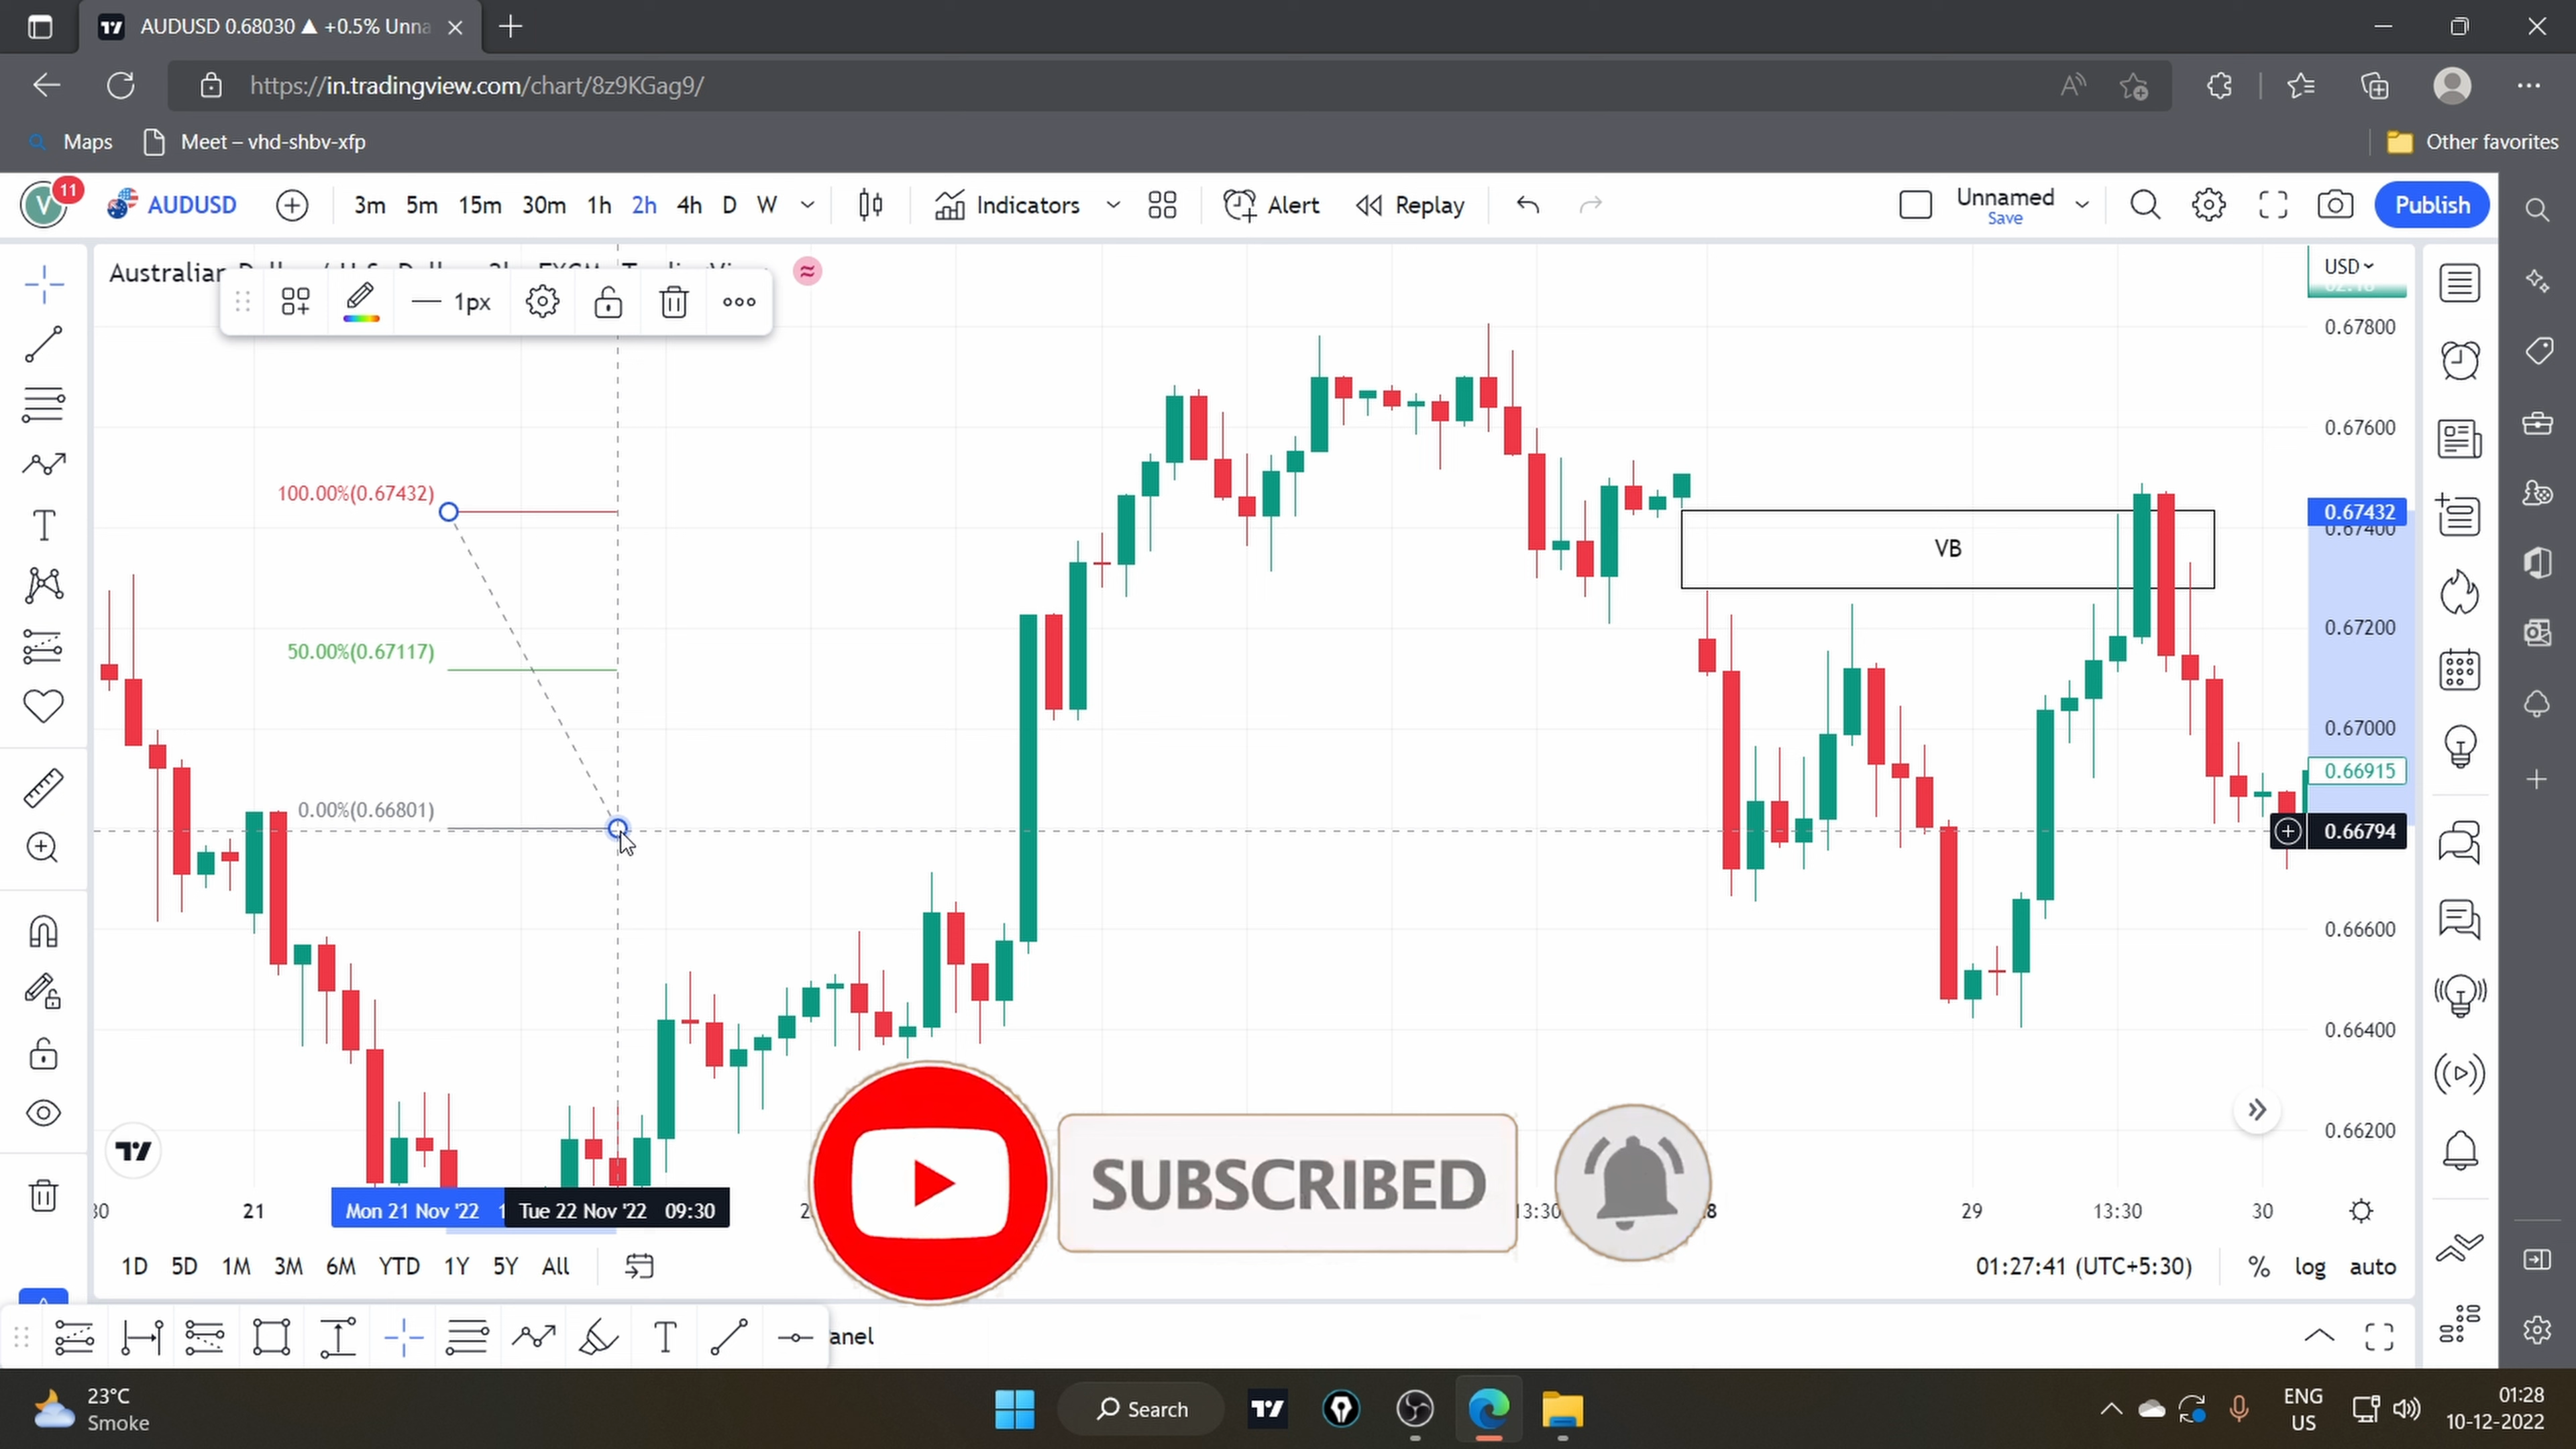 AUDUSD 0.68030 ▲ +0.5% Unna
https://in.tradingview.com/chart/8z9KGag9/
Maps
Meet – vhd-shbv-xfp
Other favorites
V
11
AUDUSD
3m 5m 15m 30m 1h 2h 4h D W
Indicators
Alert
Replay
Unnamed
Save
Publish
Australian
1px
USD
0.67800
0.67600
100.00%(0.67432)
0.67432
0.67400
VB
0.67200
50.00%(0.67117)
0.67000
0.66915
0.00%(0.66801)
0.66794
0.66600
0.66400
0.66200
SUBSCRIBED
21
Mon 21 Nov '22
Tue 22 Nov '22 09:30
13:30
29
13:30
30
1D 5D 1M 3M 6M YTD 1Y 5Y All
01:27:41 (UTC+5:30)
% log auto
anel
23°C
Smoke
Search
ENG
US
01:28
10-12-2022